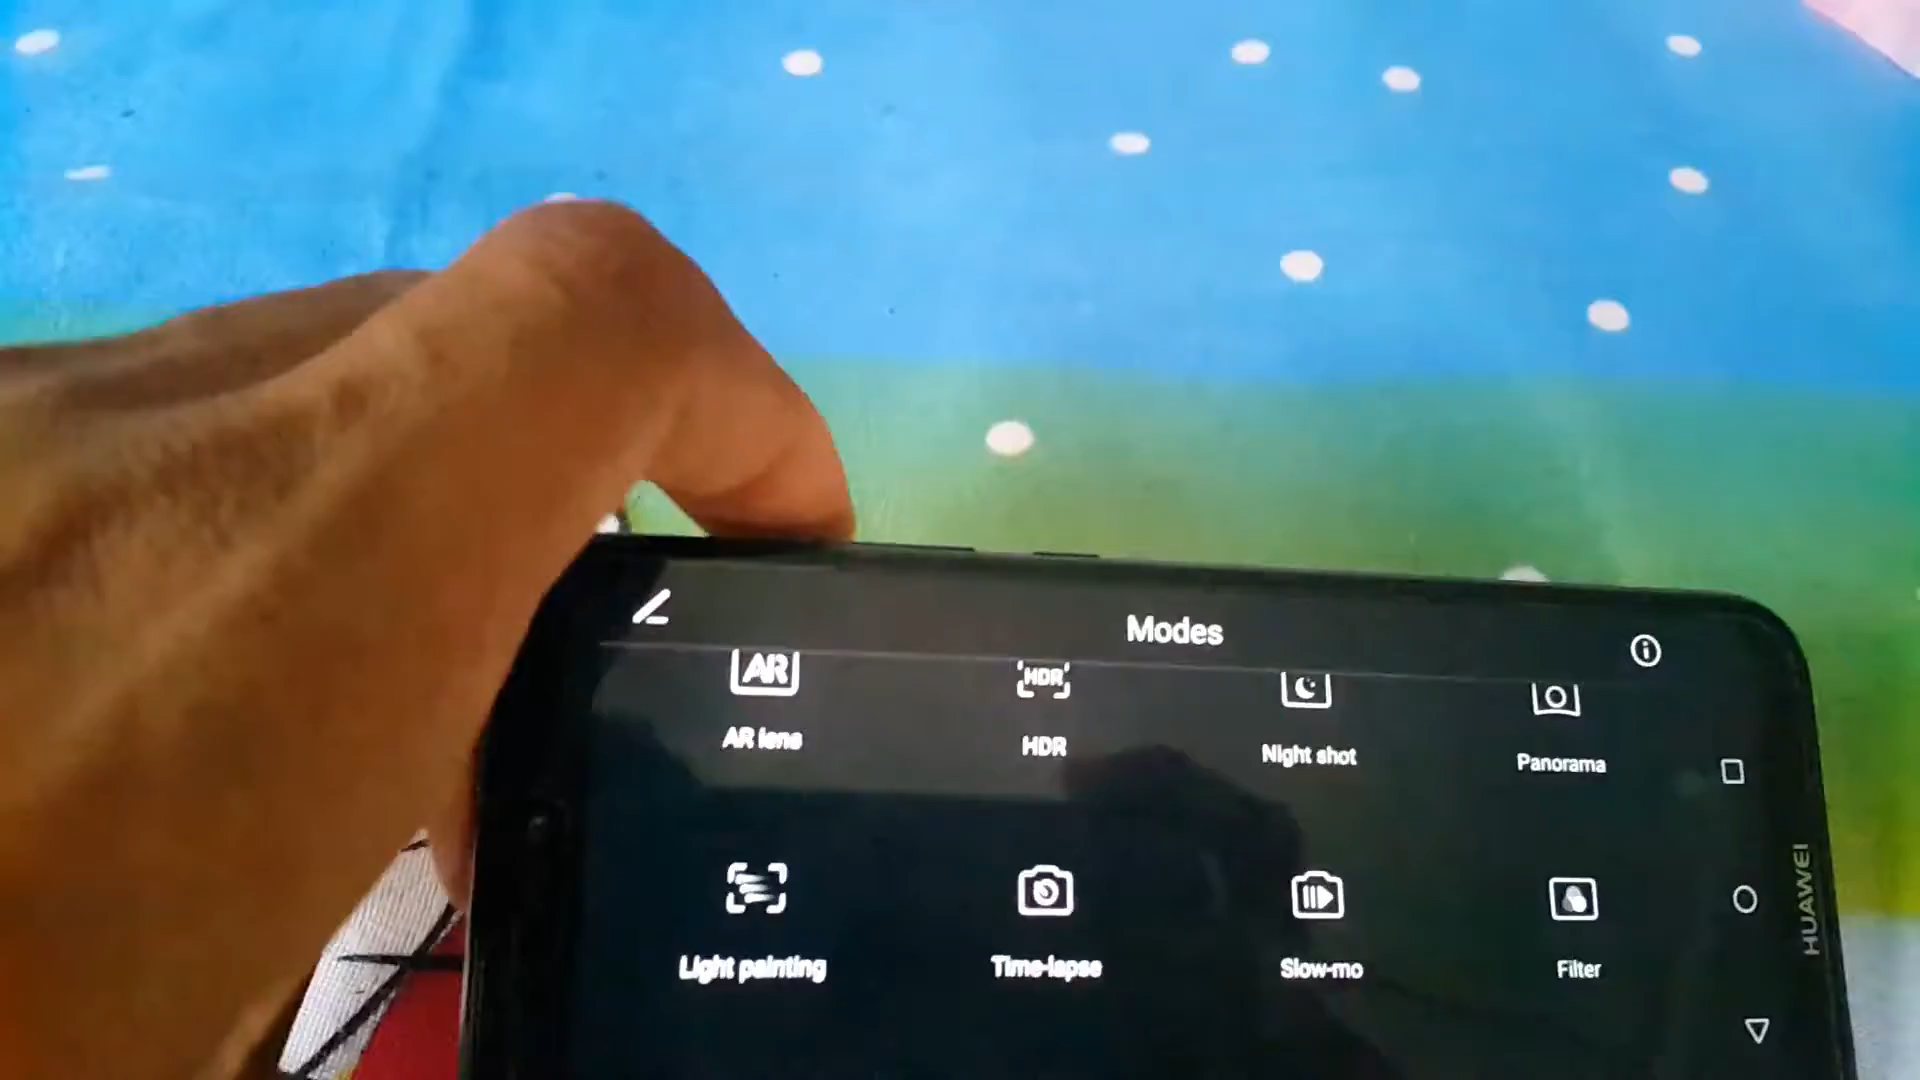 Modes
AR
HDR
AR lens
HDR
Night shot
Panorama
Light painting
Time-lapse
Slow-mo
Filter
HUAWEI